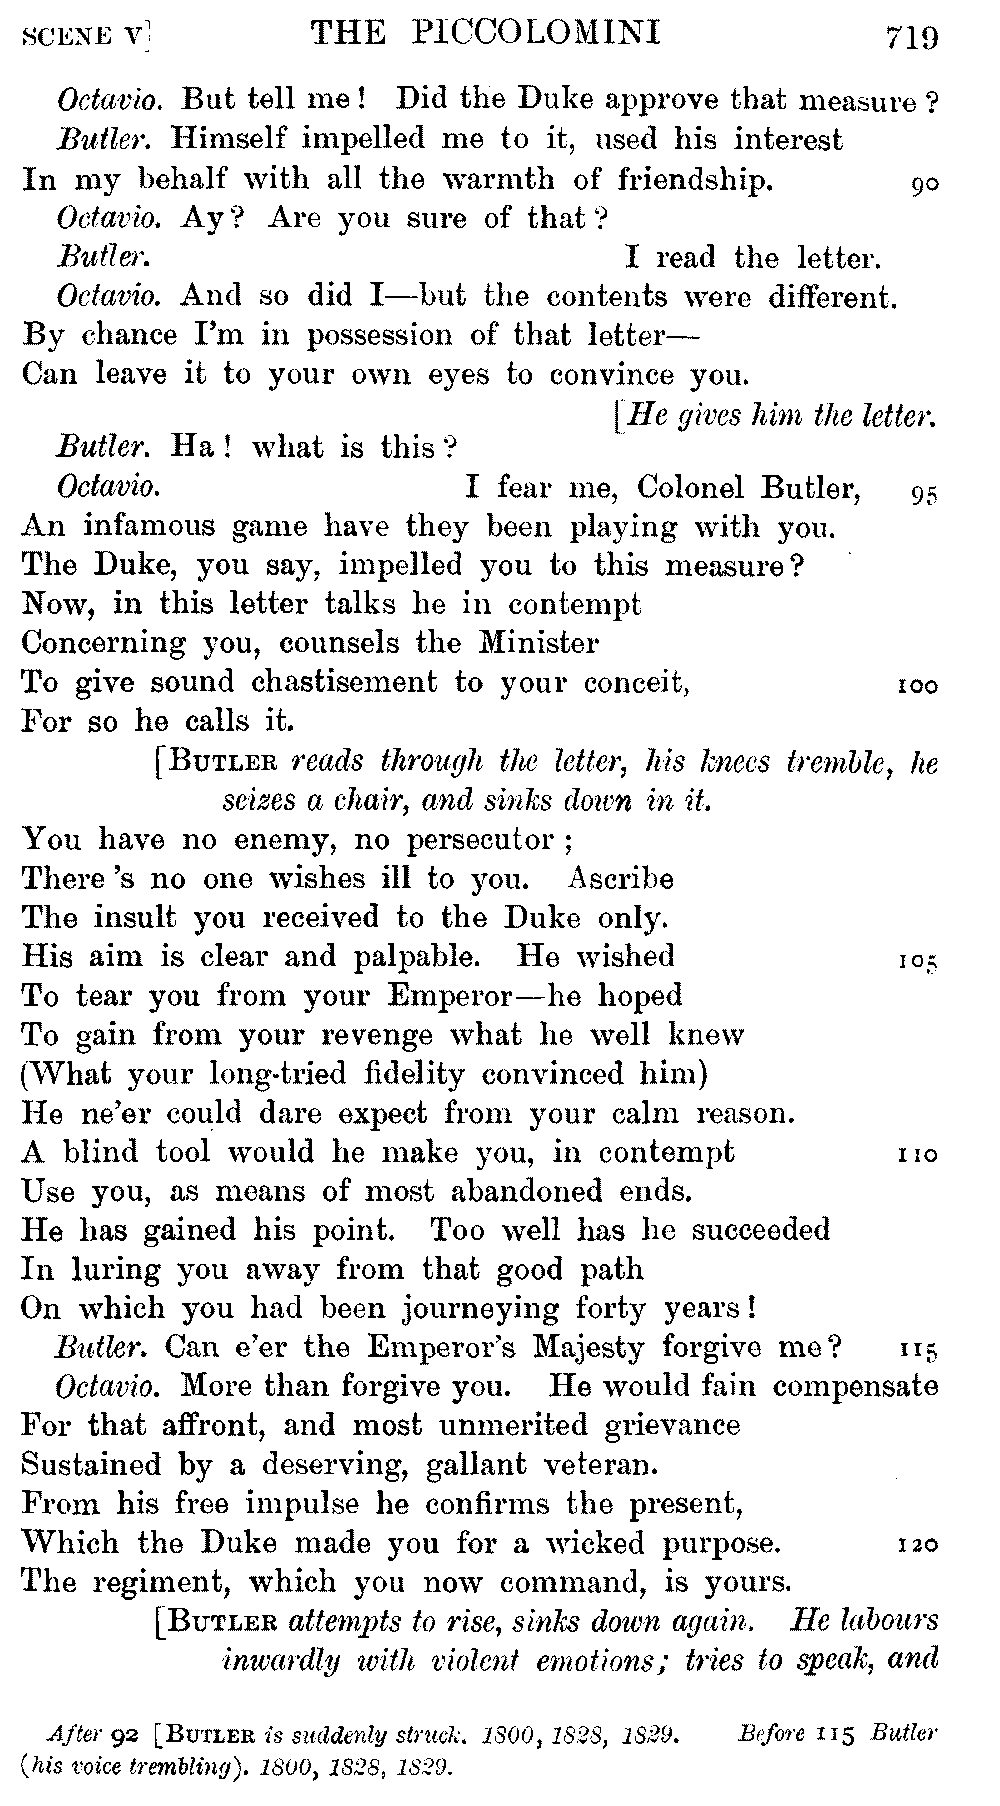 SCENE V] THE PICCOLOMINI 719
Octavio. But tell me! Did the Duke approve that measure?
Butler. Himself impelled me to it, used his interest
In my behalf with all the warmth of friendship. 90
Octavio. Ay? Are you sure of that?
Butler. I read the letter.
Octavio. And so did I—but the contents were different.
By chance I'm in possession of that letter—
Can leave it to your own eyes to convince you.
[He gives him the letter.
Butler. Ha! what is this?
Octavio. I fear me, Colonel Butler, 95
An infamous game have they been playing with you.
The Duke, you say, impelled you to this measure?
Now, in this letter talks he in contempt
Concerning you, counsels the Minister
To give sound chastisement to your conceit, 100
For so he calls it.
[BUTLER reads through the letter, his knees tremble, he
seizes a chair, and sinks down in it.
You have no enemy, no persecutor;
There's no one wishes ill to you. Ascribe
The insult you received to the Duke only.
His aim is clear and palpable. He wished 105
To tear you from your Emperor—he hoped
To gain from your revenge what he well knew
(What your long-tried fidelity convinced him)
He ne'er could dare expect from your calm reason.
A blind tool would he make you, in contempt 110
Use you, as means of most abandoned ends.
He has gained his point. Too well has he succeeded
In luring you away from that good path
On which you had been journeying forty years!
Butler. Can e'er the Emperor's Majesty forgive me? 115
Octavio. More than forgive you. He would fain compensate
For that affront, and most unmerited grievance
Sustained by a deserving, gallant veteran.
From his free impulse he confirms the present,
Which the Duke made you for a wicked purpose. 120
The regiment, which you now command, is yours.
[BUTLER attempts to rise, sinks down again. He labours
inwardly with violent emotions; tries to speak, and
After 92 [BUTLER is suddenly struck. 1800, 1828, 1829. Before 115 Butler
(his voice trembling). 1800, 1828, 1829.